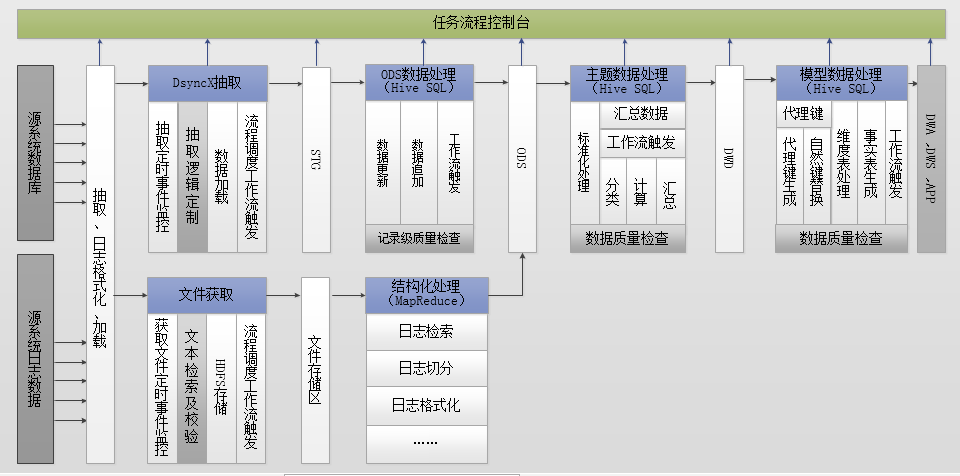 任务流程控制台
源系统数据库
源系统日志数据
抽取、日志格式化、加载
DsyncX抽取
抽取定时事件监控
抽取逻辑定制
数据加载
流程调度工作流触发
STG
ODS数据处理
（Hive SQL）
数据更新
数据追加
工作流触发
记录级质量检查
ODS
主题数据处理
（Hive SQL）
标准化处理
汇总数据
工作流触发
分类
计算
汇总
数据质量检查
DWD
模型数据处理
（Hive SQL）
代理键
代理键生成
自然键替换
维度表处理
事实表生成
工作流触发
数据质量检查
DWA、DWS、APP
文件获取
获取文件定时事件监控
文本检索及校验
HDFS存储
流程调度工作流触发
文件存储区
结构化处理
（MapReduce）
日志检索
日志切分
日志格式化
……